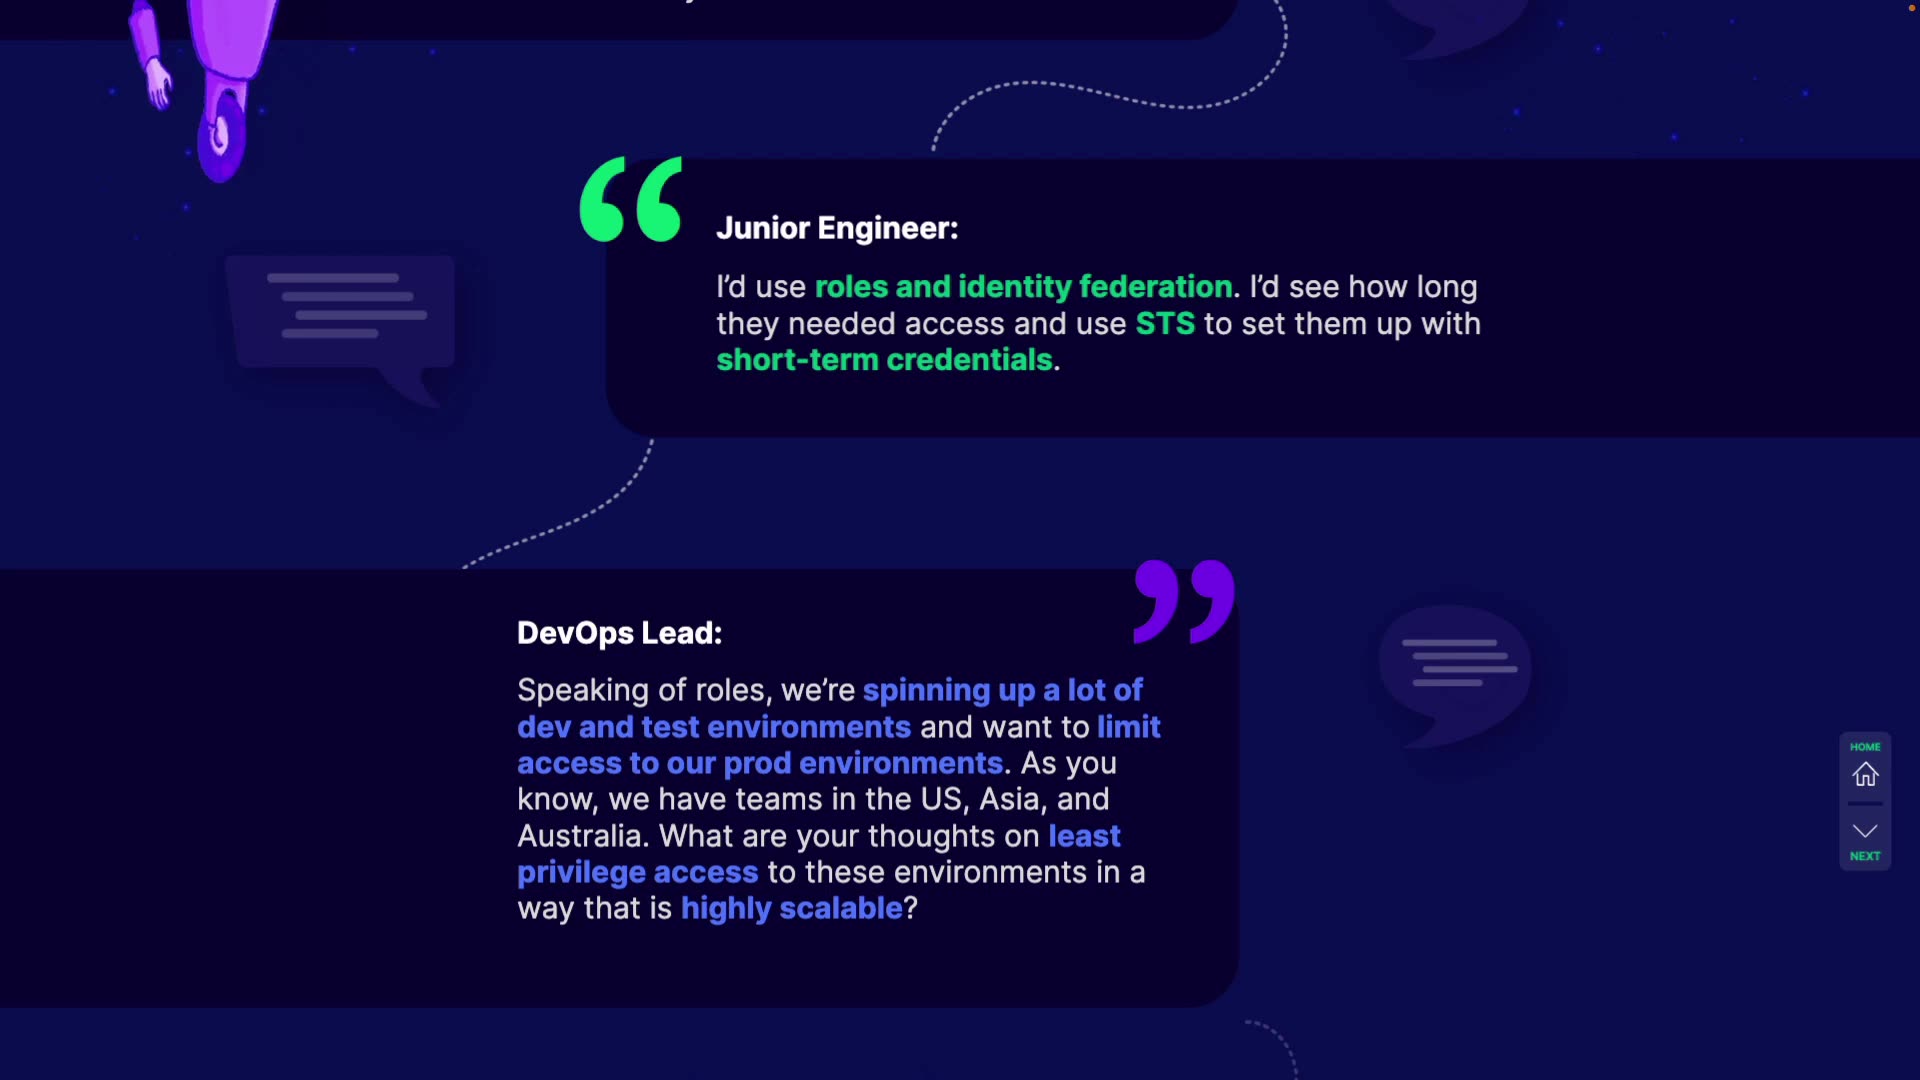 Junior Engineer:
I’d use roles and identity federation. I’d see how long
they needed access and use STS to set them up with
short-term credentials.
DevOps Lead:
Speaking of roles, we’re spinning up a lot of
dev and test environments and want to limit
access to our prod environments. As you
know, we have teams in the US, Asia, and
Australia. What are your thoughts on least
privilege access to these environments in a
way that is highly scalable?
HOME
NEXT